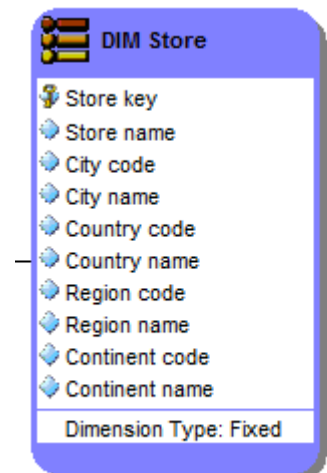 DIM Store
Store key
Store name
City code
City name
Country code
Country name
Region code
Region name
Continent code
Continent name
Dimension Type: Fixed